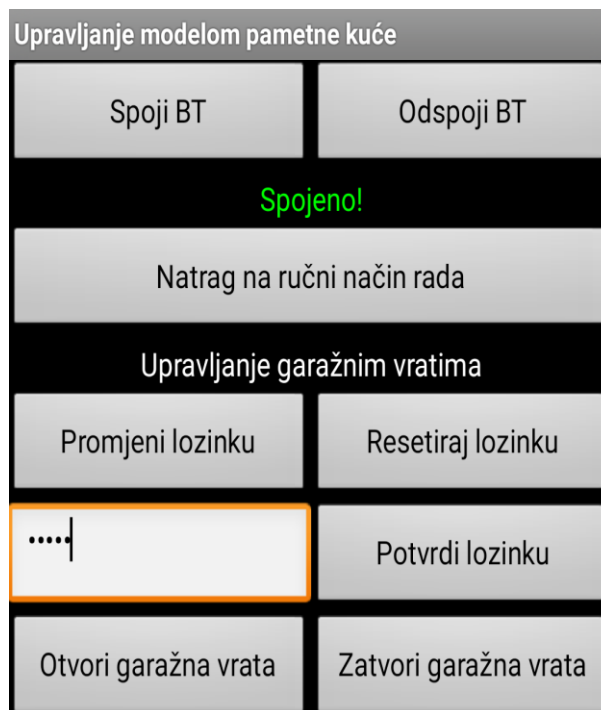 Upravljanje modelom pametne kuće
Spoji BT
Odspoji BT
Spojeno!
Natrag na ručni način rada
Upravljanje garažnim vratima
Promjeni lozinku
Resetiraj lozinku
•••••
Potvrdi lozinku
Otvori garažna vrata
Zatvori garažna vrata